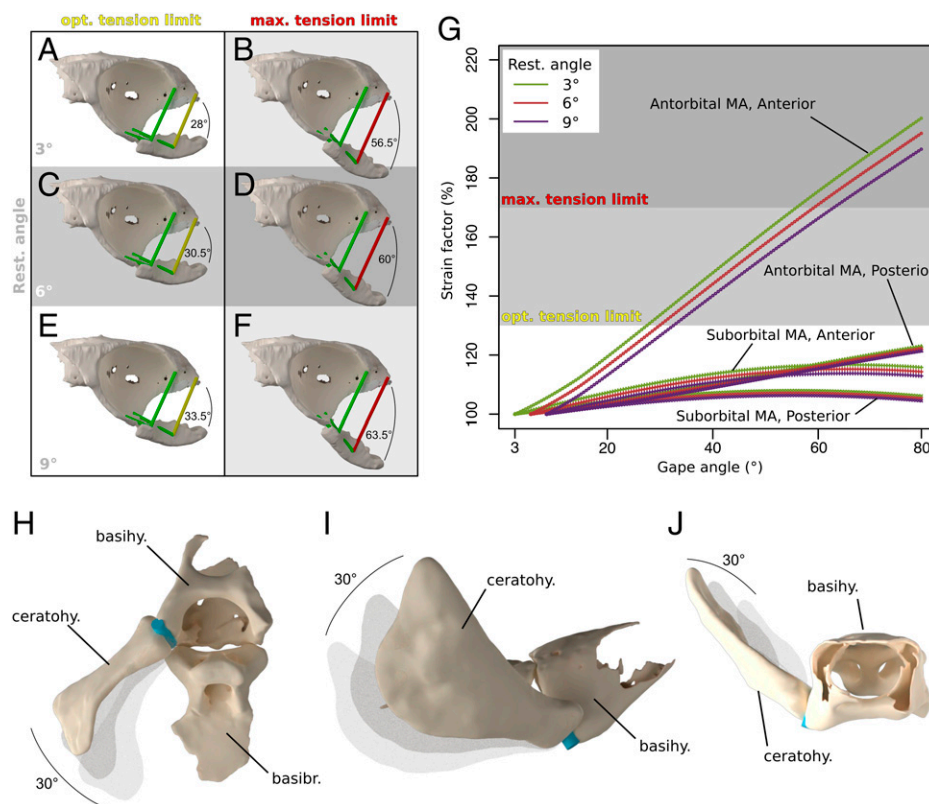 opt. tension limit
max. tension limit
A
28°
3°
B
56.5°
C
30.5°
6°
D
60°
E
33.5°
9°
F
63.5°
Rest. angle
G
Rest. angle
3°
6°
9°
Antorbital MA, Anterior
max. tension limit
Antorbital MA, Posterio
opt. tension limit
Suborbital MA, Anterior
Suborbital MA, Posterior
Strain factor (%)
220
200
180
160
140
120
100
3
20
40
60
80
Gape angle (°)
H
basihy.
ceratohy.
30°
basibr.
I
30°
ceratohy.
basihy.
J
30°
basihy.
ceratohy.